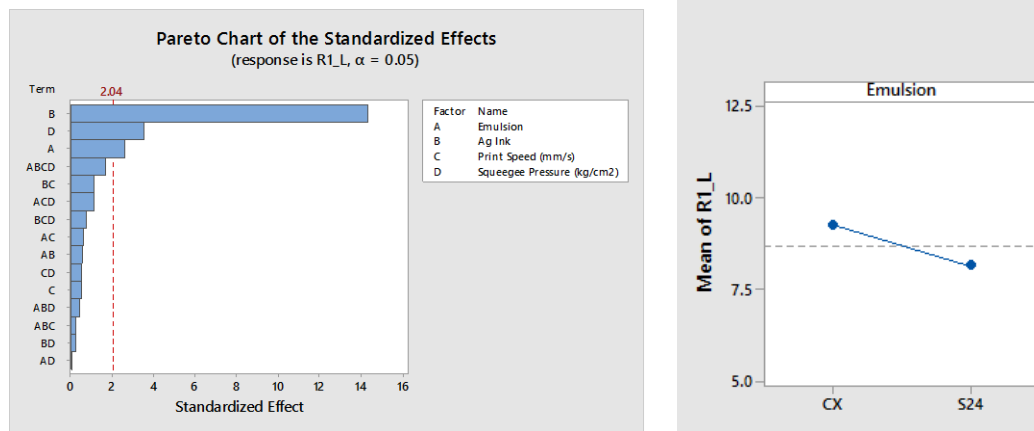 Pareto Chart of the Standardized Effects
(response is R1_L, α = 0.05)
Term
2.04
B
D
A
ABCD
BC
ACD
BCD
AC
AB
CD
C
ABD
ABC
BD
AD
0 2 4 6 8 10 12 14 16
Standardized Effect
Factor Name
A Emulsion
B Ag Ink
C Print Speed (mm/s)
D Squeegee Pressure (kg/cm2)
Emulsion
Mean of R1_L
12.5
10.0
7.5
5.0
CX S24